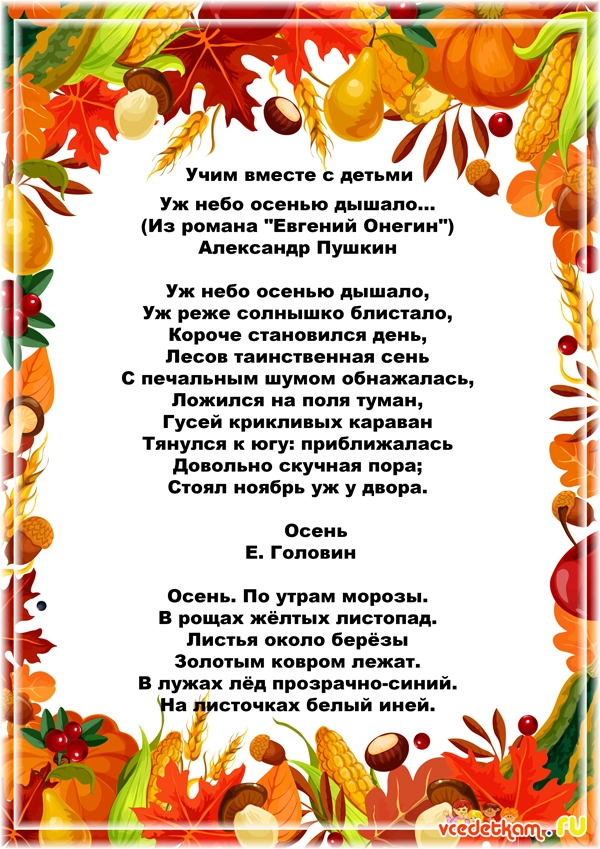 Учим вместе с детьми
Уж небо осенью дышало...
(Из романа "Евгений Онегин")
Александр Пушкин
Уж небо осенью дышало,
Уж реже солнышко блистало,
Короче становился день,
Лесов таинственная сень
С печальным шумом обнажалась,
Ложился на поля туман,
Гусей крикливых караван
Тянулся к югу: приближалась
Довольно скучная пора;
Стоял ноябрь уж у двора.
Осень
Е. Головин
Осень. По утрам морозы.
В рощах жёлтых листопад.
Листья около берёзы
Золотым ковром лежат.
В лужах лёд прозрачно-синий.
На листочках белый иней.
vcedetkam.ru